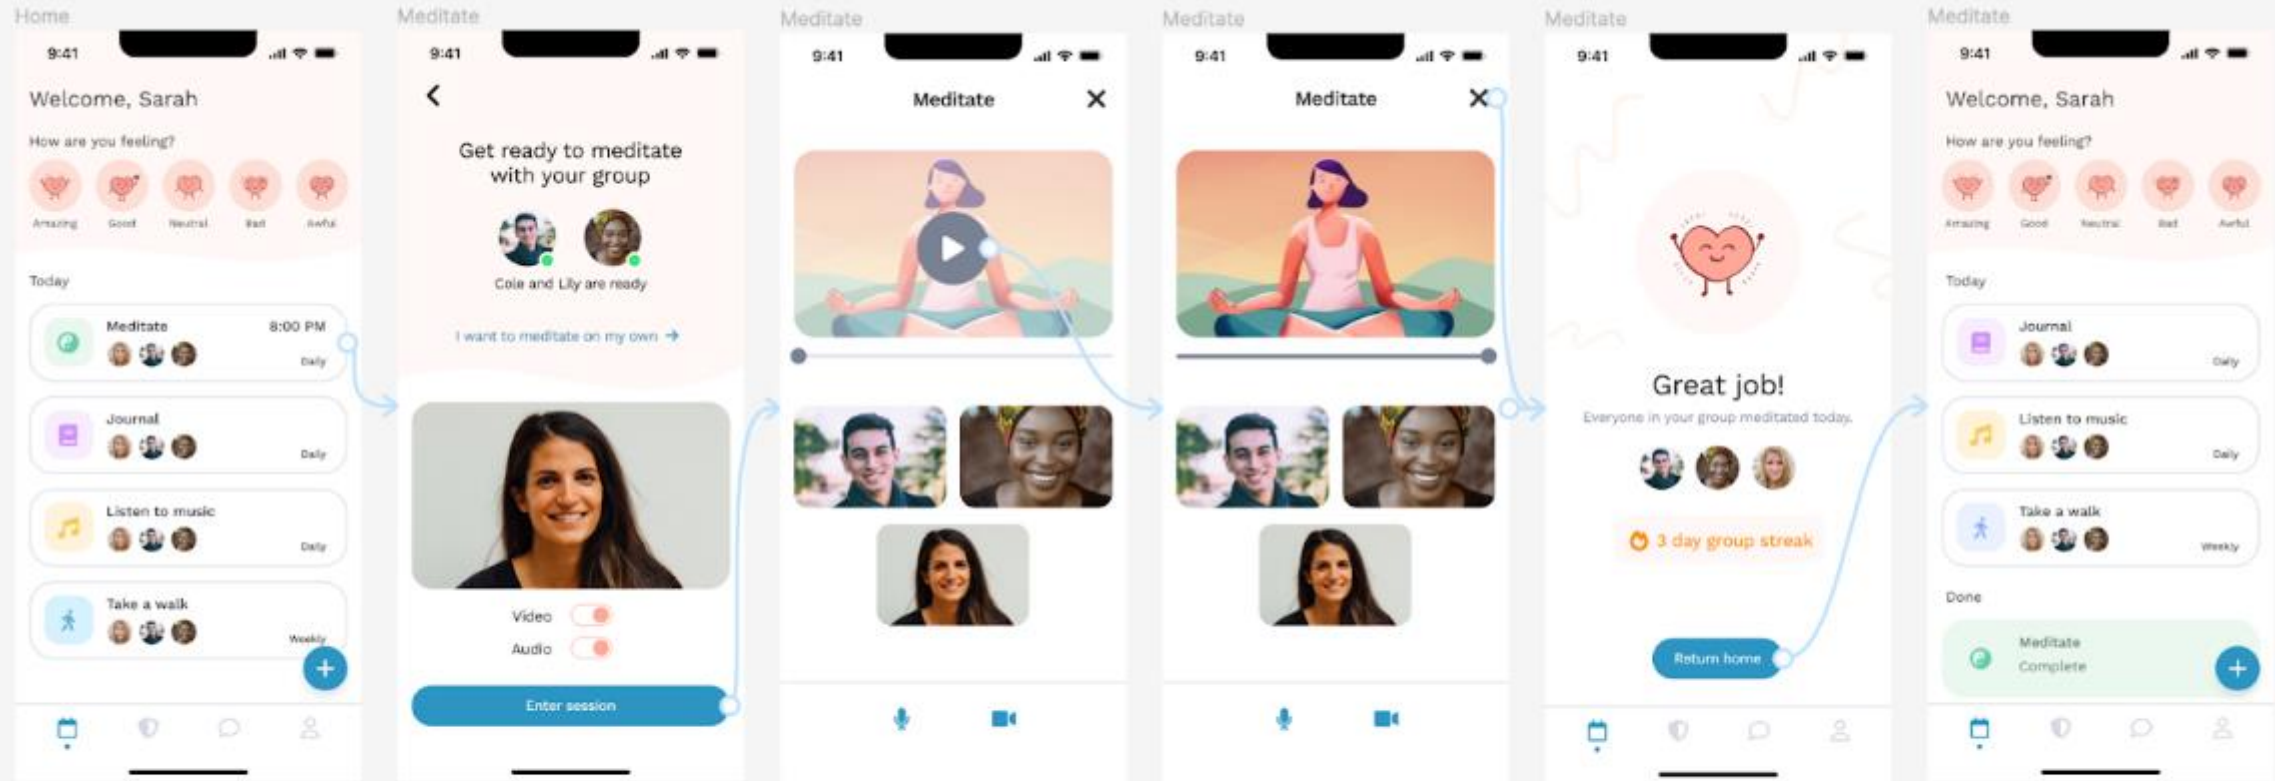 Home
9:41
Welcome, Sarah
How are you feeling?
Amazing
Good
Neutral
Bad
Awful
Today
Meditate
8:00 PM
Daily
Journal
Daily
Listen to music
Daily
Take a walk
Weekly
Meditate
9:41
Get ready to meditate
with your group
Cole and Lily are ready
I want to meditate on my own →
Video
Audio
Enter session
Meditate
9:41
Meditate
Meditate
9:41
Meditate
Meditate
9:41
Great job!
Everyone in your group meditated today.
3 day group streak
Return home
Meditate
9:41
Welcome, Sarah
How are you feeling?
Amazing
Good
Neutral
Bad
Awful
Today
Journal
Daily
Listen to music
Daily
Take a walk
Weekly
Done
Meditate
Complete